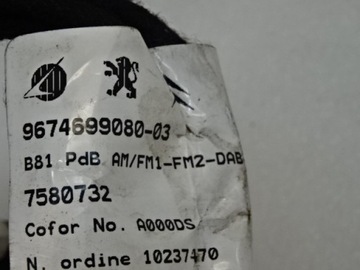 9674699080-03
B81 PdB AM/FM1-FM2-DAB
7580732
Cofor No. A000DS
N. ordine 10237470